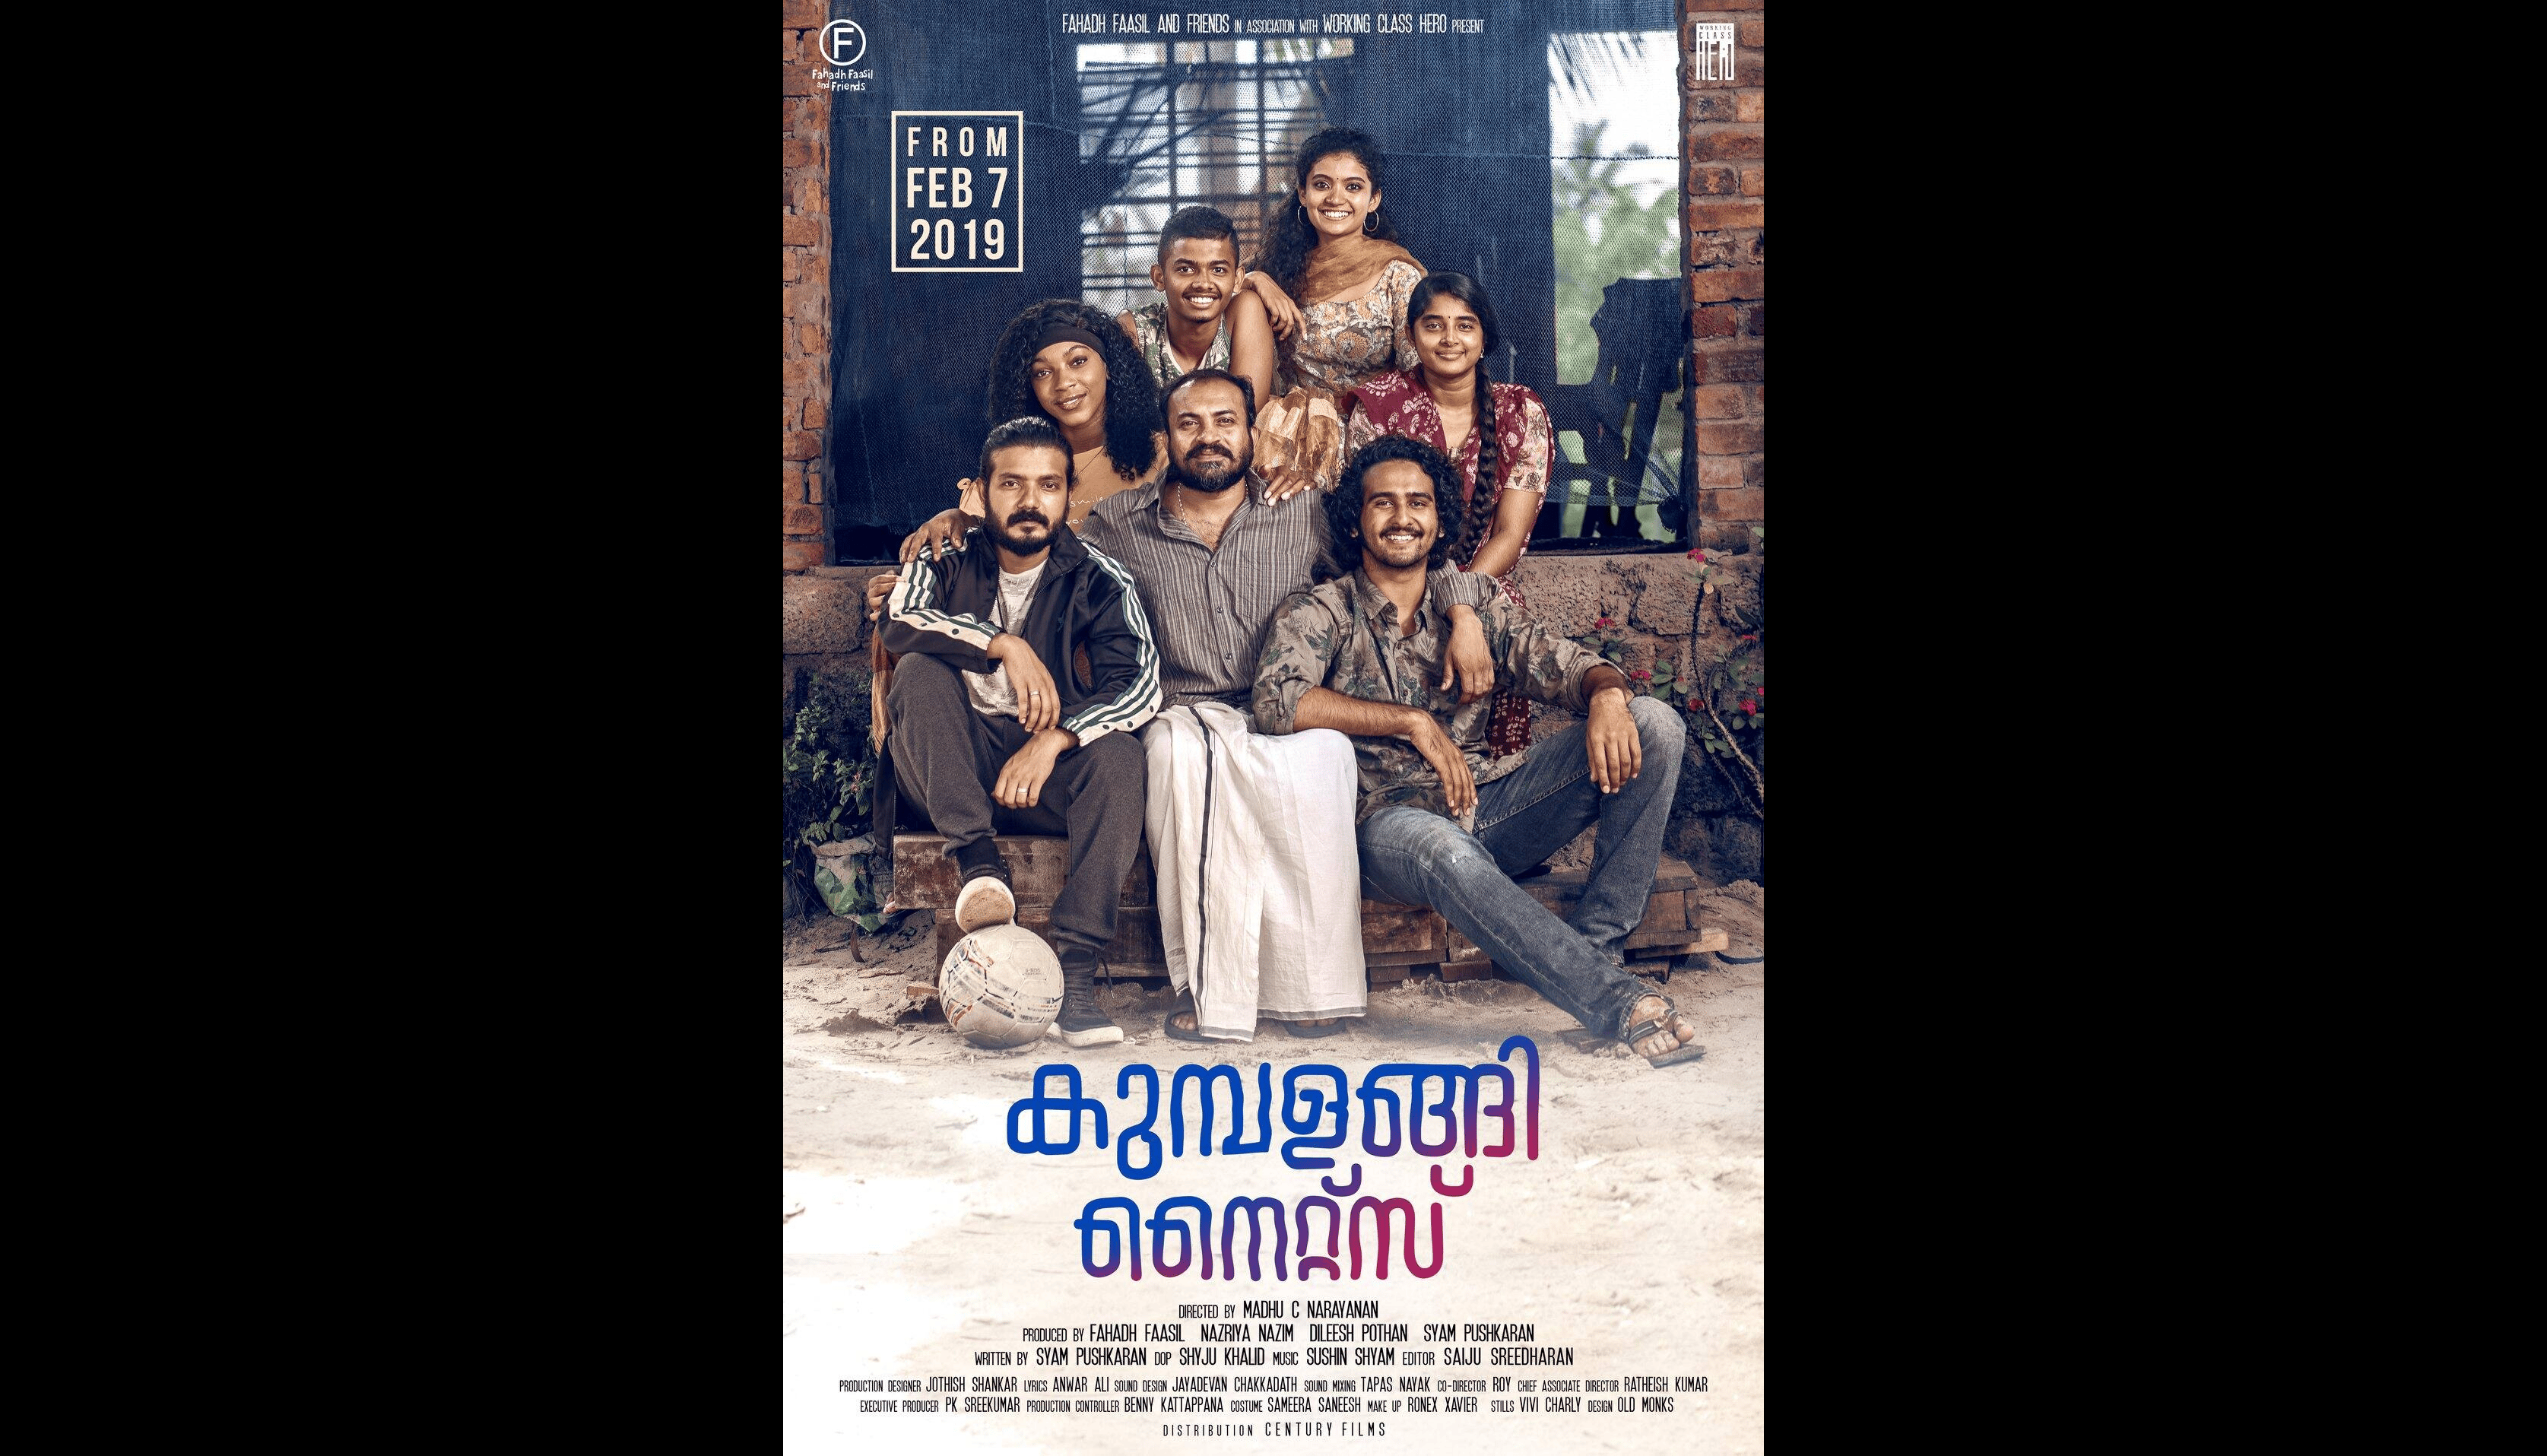 FAHADH FAASIL AND FRIENDS IN ASSOCIATION WITH WORKING CLASS HERO PRESENT
F
Fahadh Faasil
and Friends
WORKING
CLASS
HERO
FROM
FEB 7
2019
കുമ്പളങ്ങി
നൈറ്റ്സ്
DIRECTED BY MADHU C NARAYANAN
PRODUCED BY FAHADH FAASIL NAZRIYA NAZIM DILEESH POTHAN SYAM PUSHKARAN
WRITTEN BY SYAM PUSHKARAN DOP SHYJU KHALID MUSIC SUSHIN SHYAM EDITOR SAIJU SREEDHARAN
PRODUCTION DESIGNER JOTHISH SHANKAR LYRICS ANWAR ALI SOUND DESIGN JAYADEVAN CHAKKADATH SOUND MIXING TAPAS NAYAK CO-DIRECTOR ROY CHIEF ASSOCIATE DIRECTOR RATHEISH KUMAR
EXECUTIVE PRODUCER PK SREEKUMAR PRODUCTION CONTROLLER BENNY KATTAPPANA COSTUME SAMEERA SANEESH MAKE UP RONEX XAVIER STILLS VIVI CHARLY DESIGN OLD MONKS
DISTRIBUTION CENTURY FILMS